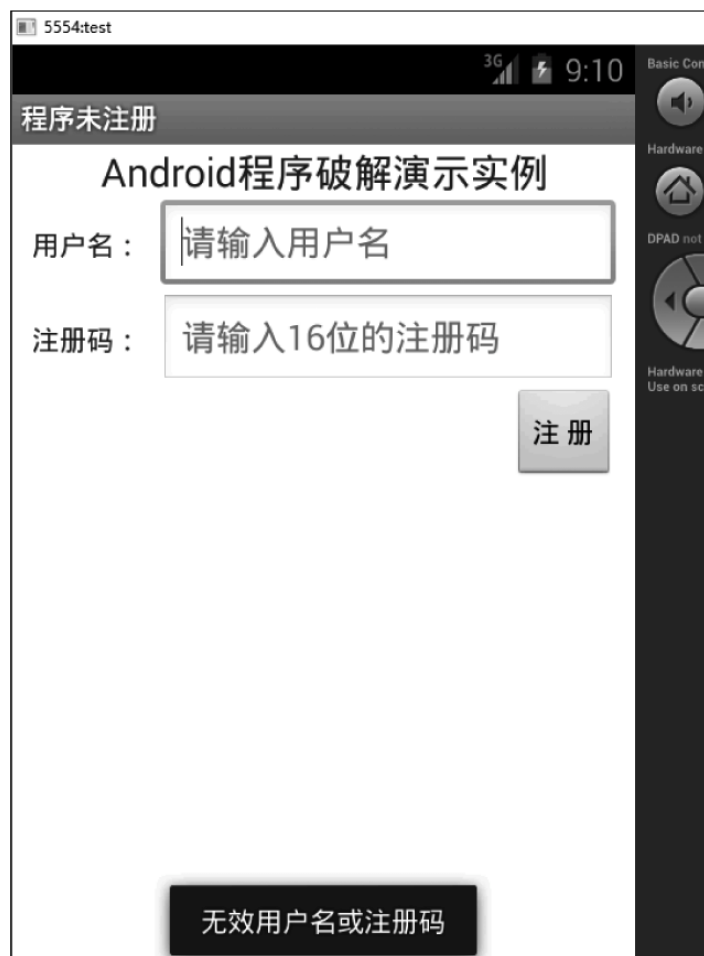 5554:test
3G 9:10
程序未注册
Android程序破解演示实例
用户名：
请输入用户名
注册码：
请输入16位的注册码
注 册
无效用户名或注册码
Basic Con
Hardware
DPAD not
Hardware
Use on sc